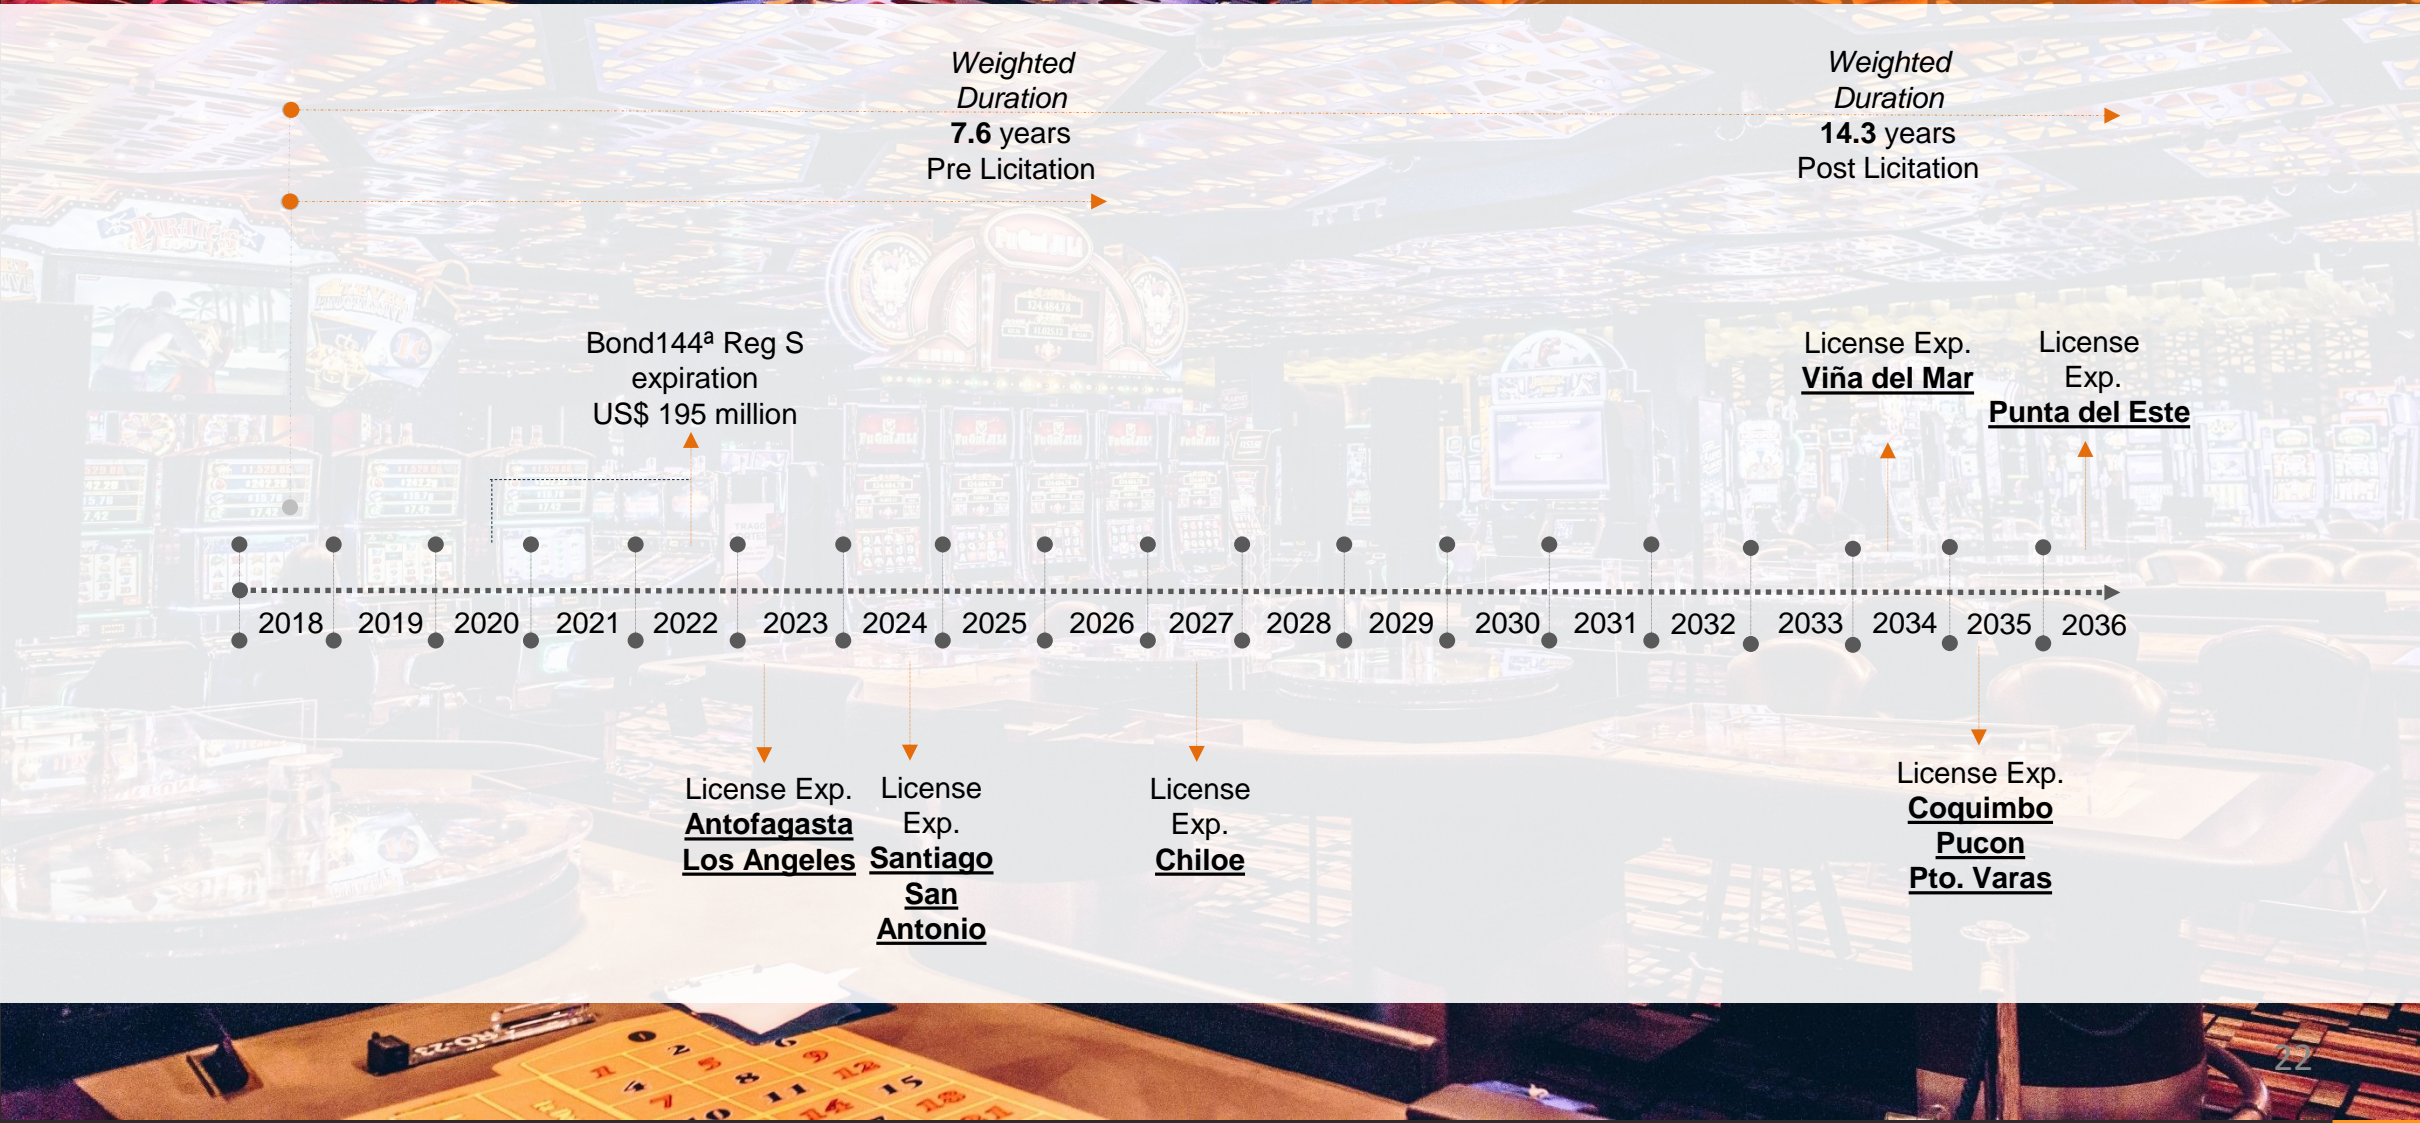 Weighted
Duration
7.6 years
Pre Licitation
Weighted
Duration
14.3 years
Post Licitation
Bond144ª Reg S
expiration
US$ 195 million
License Exp.
Viña del Mar
License
Exp.
Punta del Este
2018 2019 2020 2021 2022 2023 2024 2025 2026 2027 2028 2029 2030 2031 2032 2033 2034 2035 2036
License Exp.
Antofagasta
Los Angeles
License
Exp.
Santiago
San
Antonio
License
Exp.
Chiloe
License Exp.
Coquimbo
Pucon
Pto. Varas
22